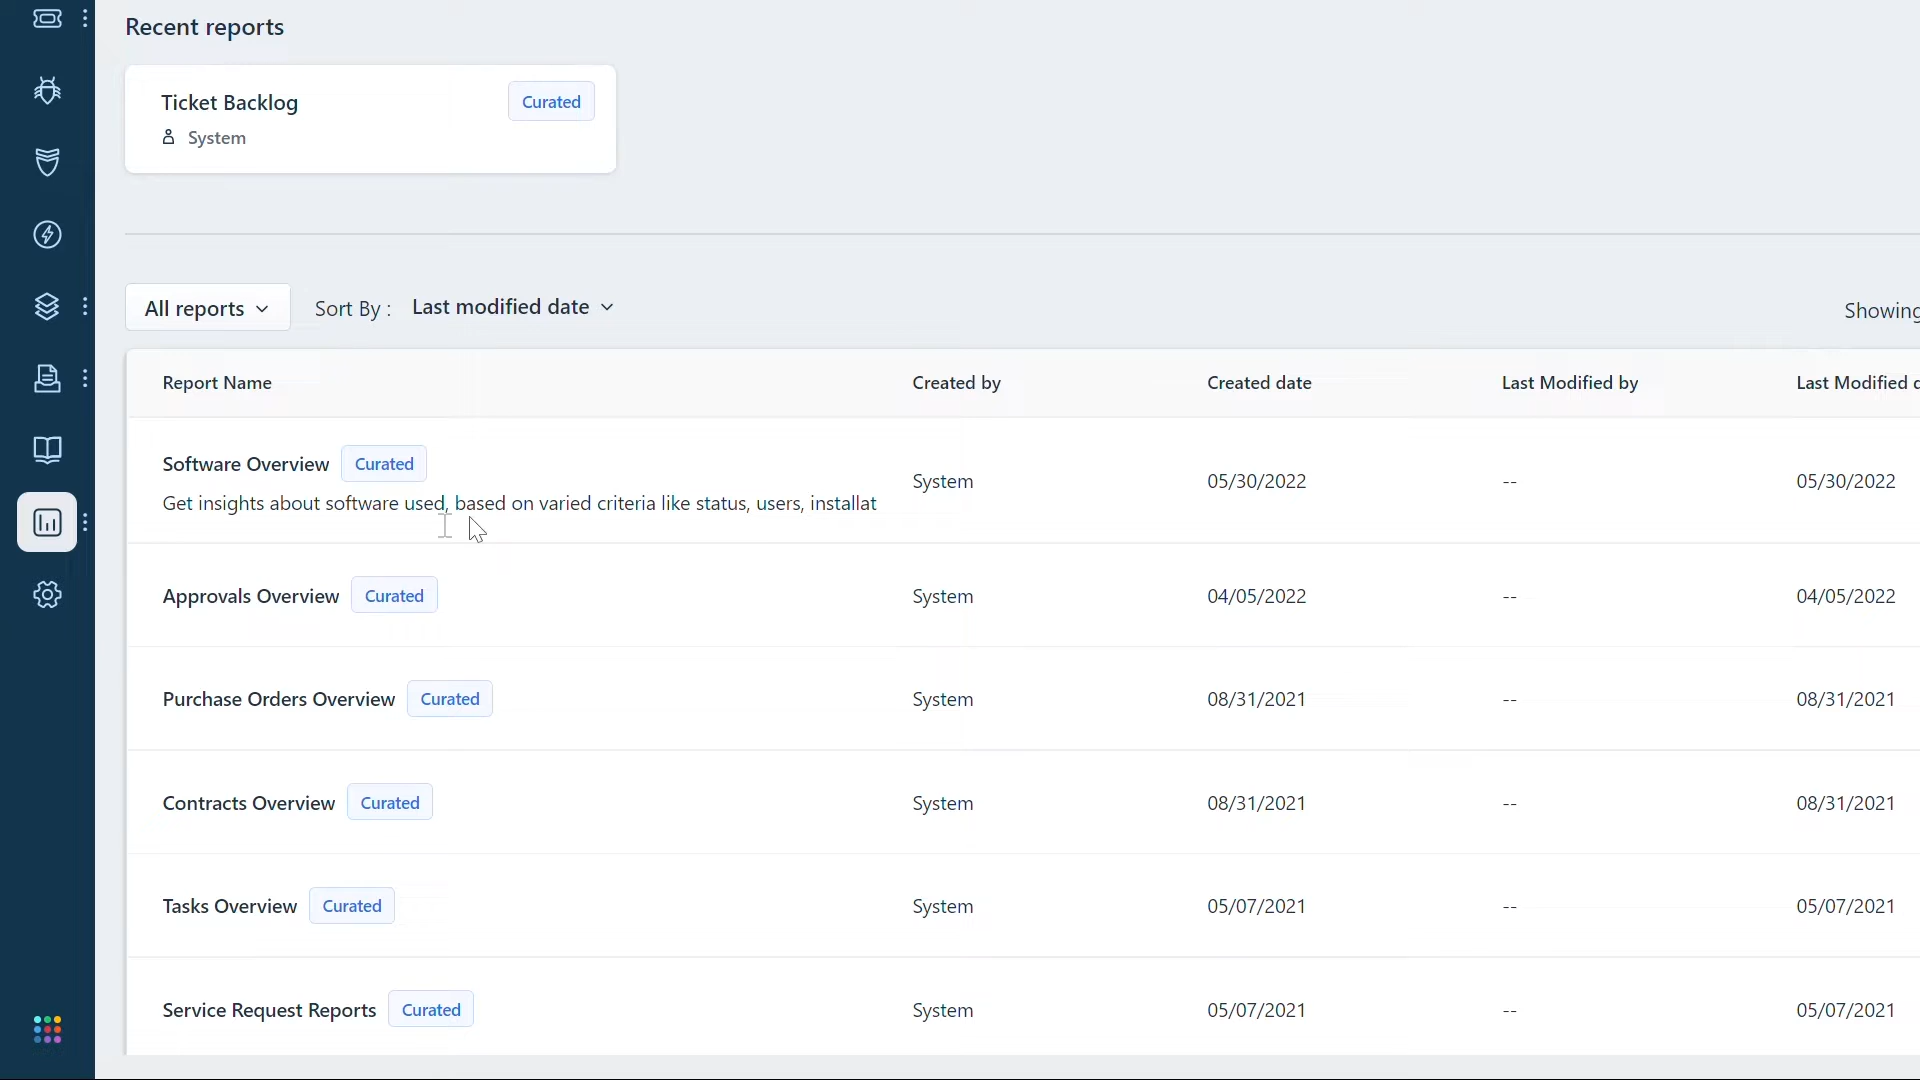 Recent reports
Ticket Backlog Curated
System
All reports Sort By : Last modified date Showing
Report Name Created by Created date Last Modified by Last Modified
Software Overview Curated
Get insights about software used, based on varied criteria like status, users, installat
System 05/30/2022 -- 05/30/2022
Approvals Overview Curated System 04/05/2022 -- 04/05/2022
Purchase Orders Overview Curated System 08/31/2021 -- 08/31/2021
Contracts Overview Curated System 08/31/2021 -- 08/31/2021
Tasks Overview Curated System 05/07/2021 -- 05/07/2021
Service Request Reports Curated System 05/07/2021 -- 05/07/2021